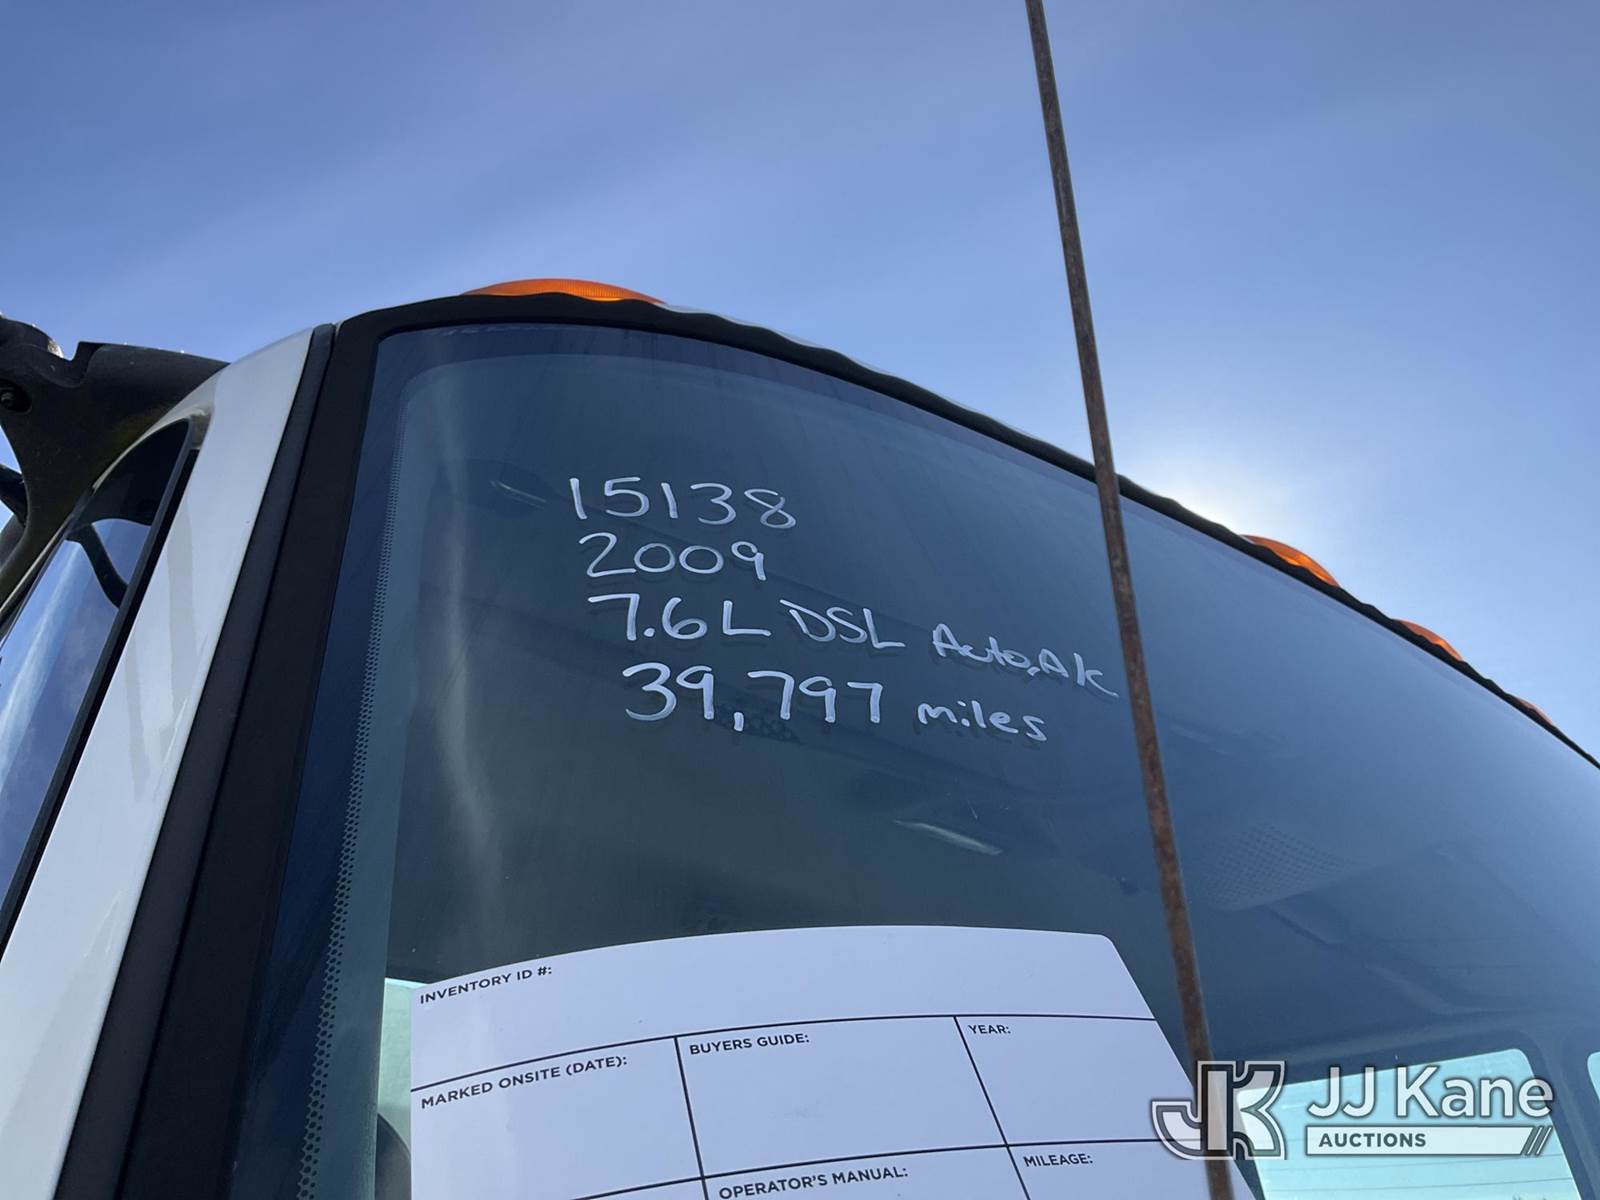 15138
2009
7.6L DSL Auto, A/C
39,797 miles
INVENTORY ID #:
MARKED ONSITE (DATE):
BUYERS GUIDE:
YEAR:
OPERATOR'S MANUAL:
MILEAGE:
JK JJ Kane
AUCTIONS